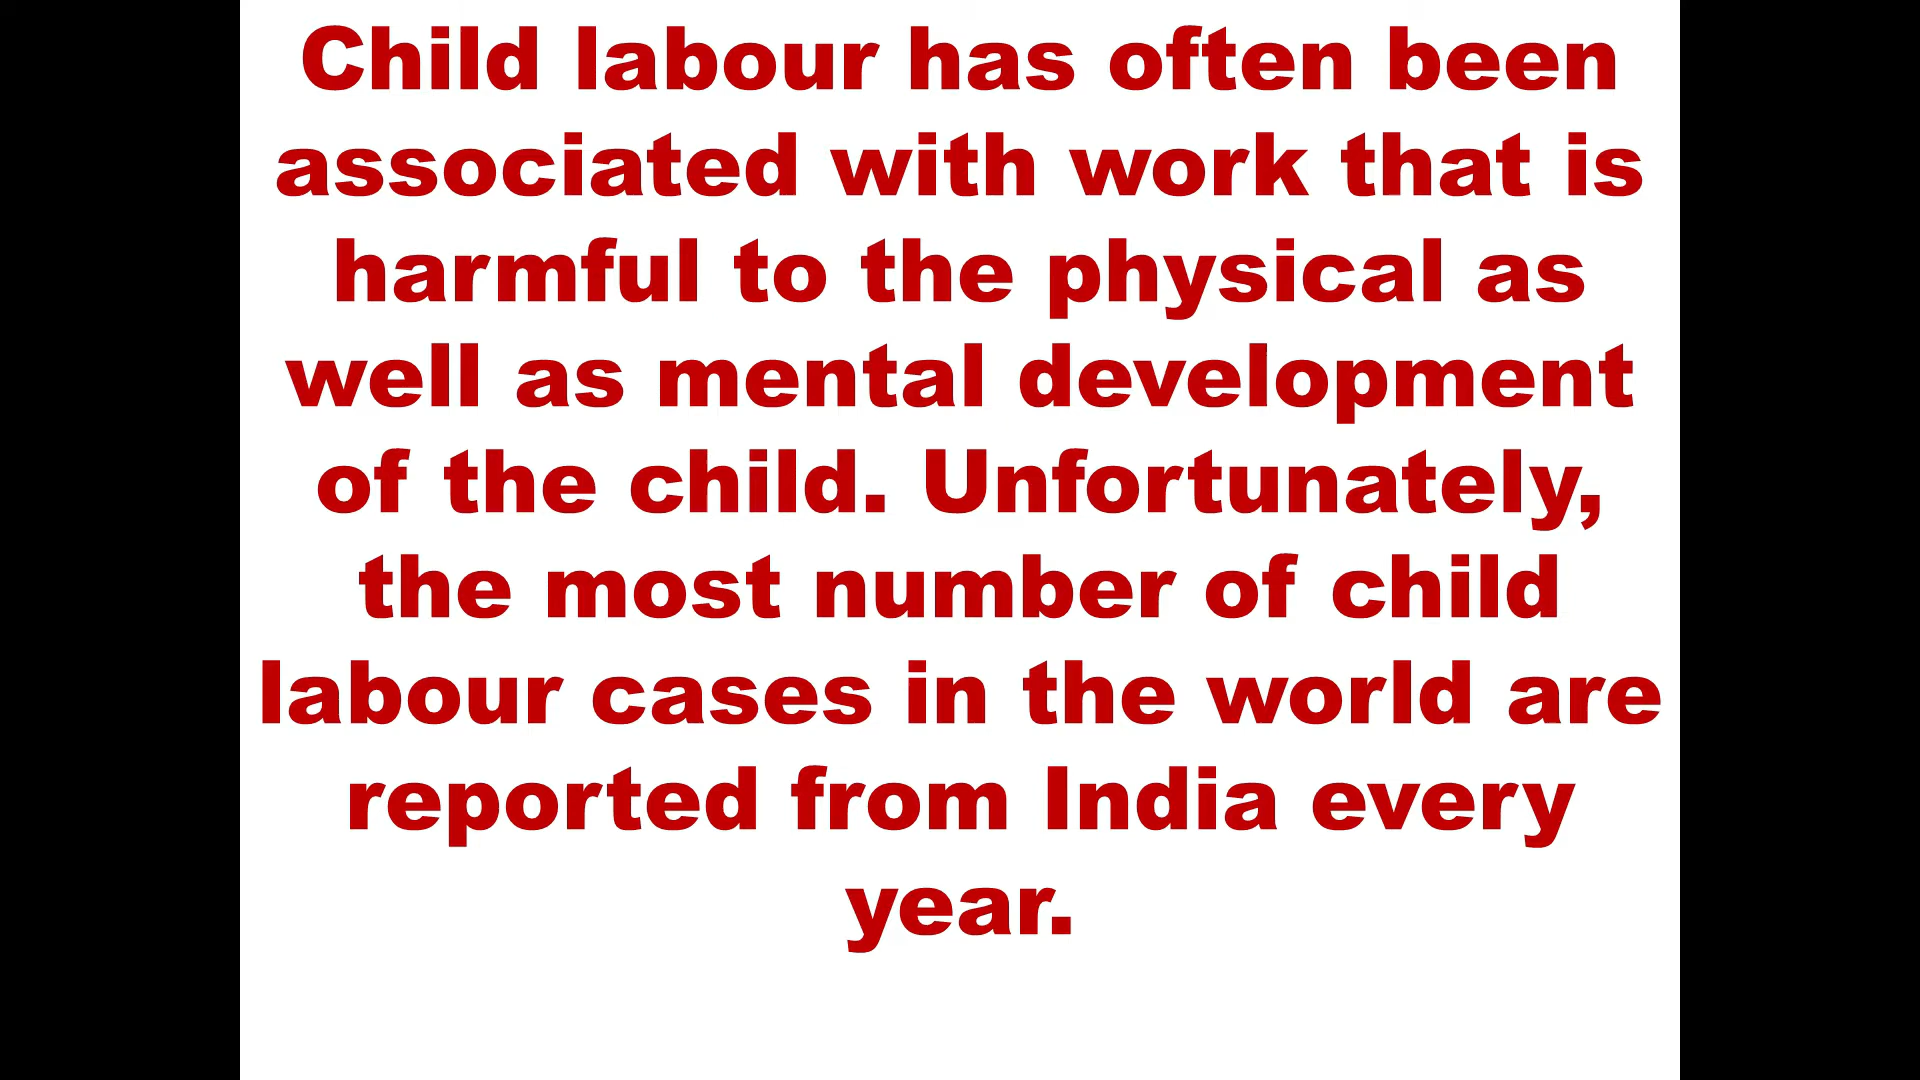 Child labour has often been
associated with work that is
harmful to the physical as
well as mental development
of the child. Unfortunately,
the most number of child
labour cases in the world are
reported from India every
year.